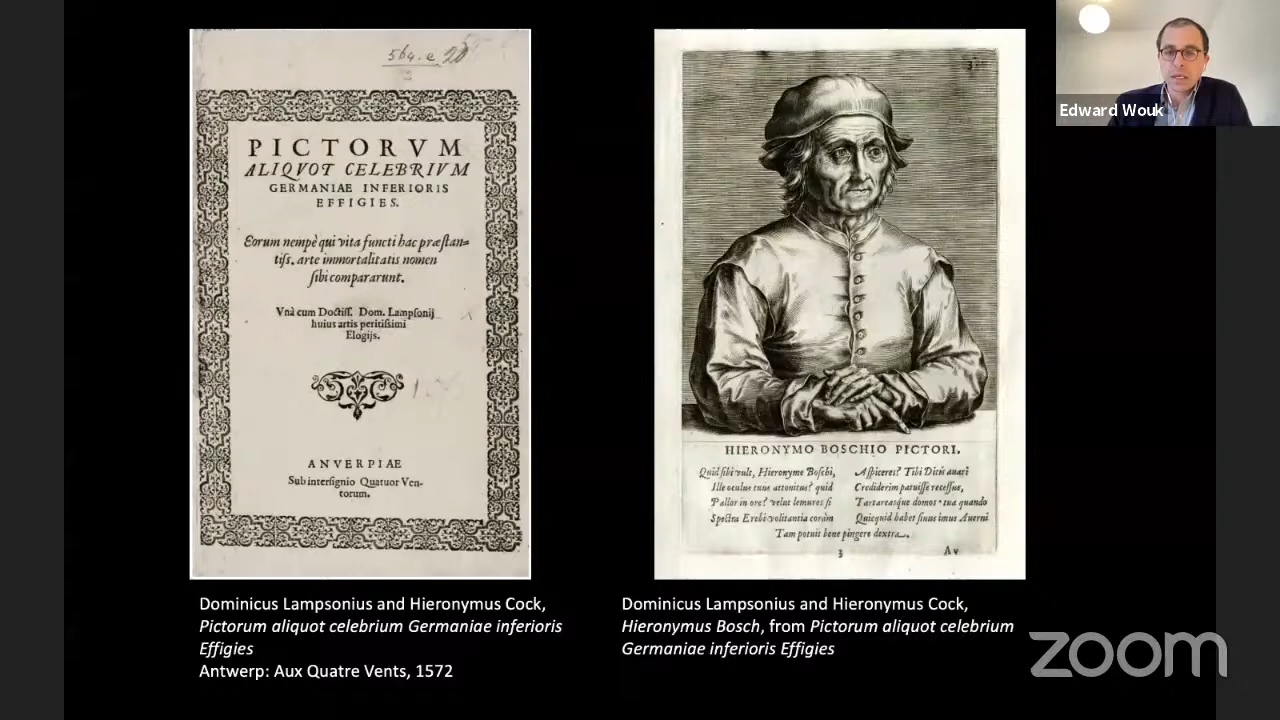 564. e 20
3
PICTORVM
ALIQVOT CELEBRIVM
GERMANIAE INFERIORIS
EFFIGIES.
Eorum nempè qui vita functi hac præstan=
tiss. arte immortalitatis nomen
sibi compararunt.
Vnà cum Doctiss. Dom. Lampsonij
huius artis peritissimi
Elogijs.
ANVERPIAE
Sub intersignio Quatuor Ven-
torum.
Dominicus Lampsonius and Hieronymus Cock,
Pictorum aliquot celebrium Germaniae inferioris
Effigies
Antwerp: Aux Quatre Vents, 1572
HIERONYMO BOSCHIO PICTORI.
Quid sibi vult, Hieronyme Boschi,
Ille oculus tuus attonitus? quid
Pallor in ore? velut lemures si
Spectra Erebi volitantia coràm
Aspiceres? Tibi Ditis auari
Crediderim patuisse recessus,
Tartareasque domos: tua quando
Quicquid habet sinus imus Auerni
Tam potuit bene pingere dextra.
3
A v
Dominicus Lampsonius and Hieronymus Cock,
Hieronymus Bosch, from Pictorum aliquot celebrium
Germaniae inferioris Effigies
Edward Wouk
zoom